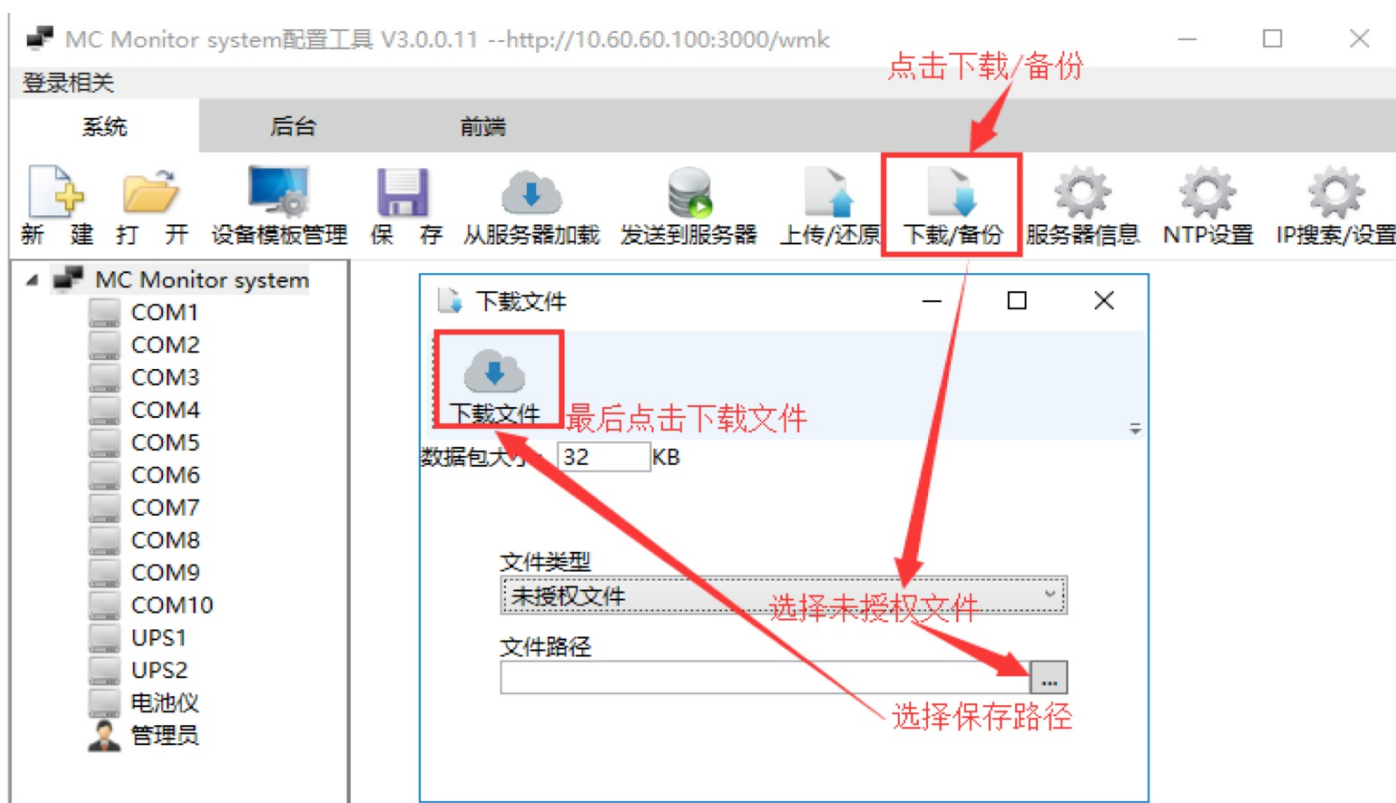 MC Monitor system配置工具 V3.0.0.11 --http://10.60.60.100:3000/wmk
点击下载/备份
登录相关
系统 后台 前端
新 建 打 开 设备模板管理 保 存 从服务器加载 发送到服务器 上传/还原 下载/备份 服务器信息 NTP设置 IP搜索/设置
MC Monitor system
COM1
COM2
COM3
COM4
COM5
COM6
COM7
COM8
COM9
COM10
UPS1
UPS2
电池仪
管理员
下载文件
下载文件
最后点击下载文件
数据包大小: 32 KB
文件类型
未授权文件
选择未授权文件
文件路径
...
选择保存路径